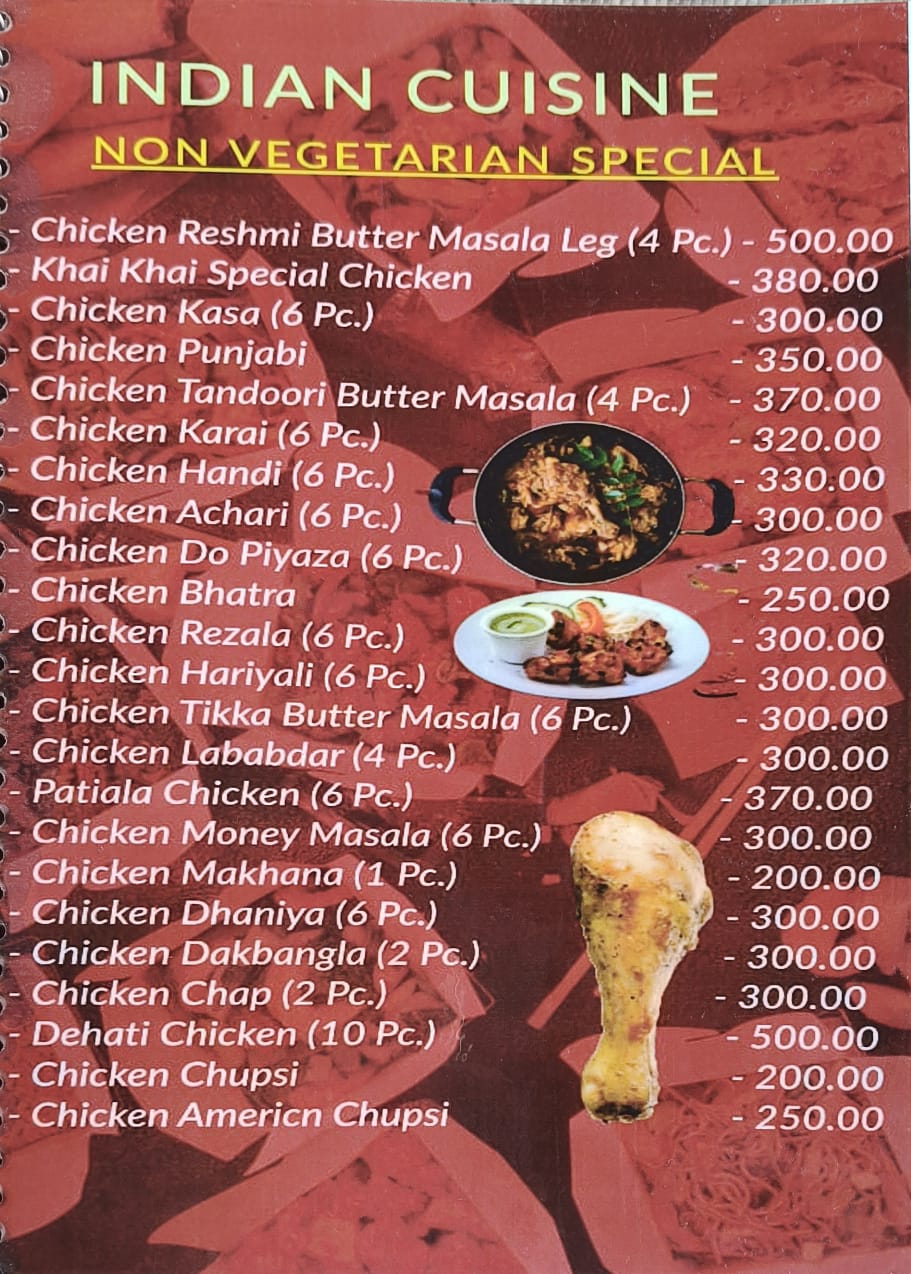 INDIAN CUISINE
NON VEGETARIAN SPECIAL
- Chicken Reshmi Butter Masala Leg (4 Pc.) - 500.00
- Khai Khai Special Chicken - 380.00
- Chicken Kasa (6 Pc.) - 300.00
- Chicken Punjabi - 350.00
- Chicken Tandoori Butter Masala (4 Pc.) - 370.00
- Chicken Karai (6 Pc.) - 320.00
- Chicken Handi (6 Pc.) - 330.00
- Chicken Achari (6 Pc.) - 300.00
- Chicken Do Piyaza (6 Pc.) - 320.00
- Chicken Bhatra - 250.00
- Chicken Rezala (6 Pc.) - 300.00
- Chicken Hariyali (6 Pc.) - 300.00
- Chicken Tikka Butter Masala (6 Pc.) - 300.00
- Chicken Lababdar (4 Pc.) - 300.00
- Patiala Chicken (6 Pc.) - 370.00
- Chicken Money Masala (6 Pc.) - 300.00
- Chicken Makhana (1 Pc.) - 200.00
- Chicken Dhaniya (6 Pc.) - 300.00
- Chicken Dakbangla (2 Pc.) - 300.00
- Chicken Chap (2 Pc.) - 300.00
- Dehati Chicken (10 Pc.) - 500.00
- Chicken Chupsi - 200.00
- Chicken Americn Chupsi - 250.00